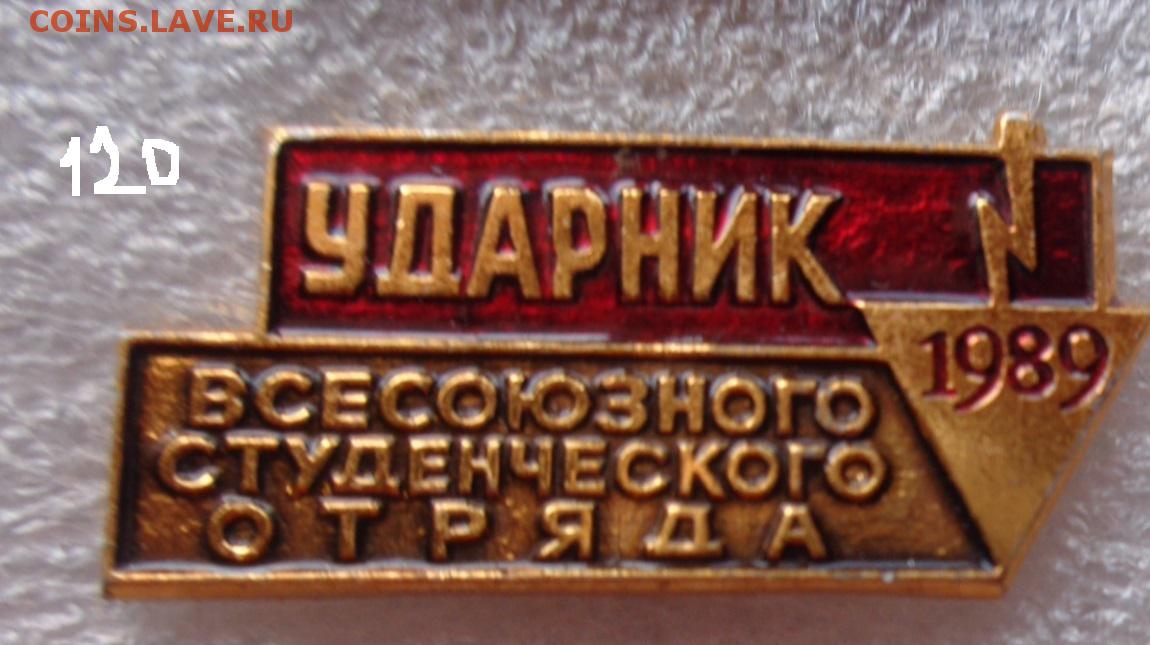 COINS.LAVE.RU
120
УДАРНИК
1989
ВСЕСОЮЗНОГО
СТУДЕНЧЕСКОГО
ОТРЯДА